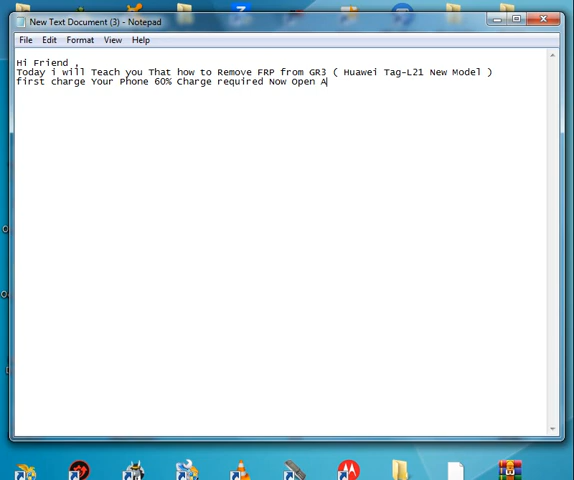 New Text Document (3) - Notepad
File Edit Format View Help
Hi Friend ,
Today i will Teach you That how to Remove FRP from GR3 ( Huawei Tag-L21 New Model )
first charge Your Phone 60% Charge required Now Open A